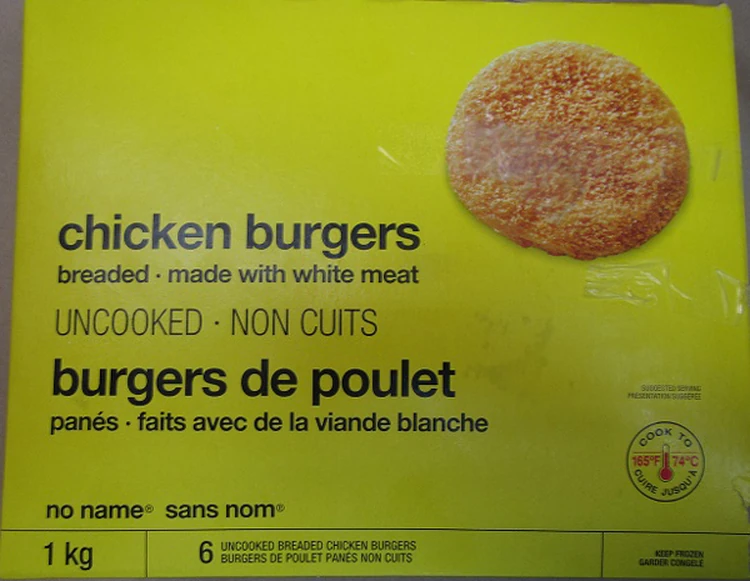 chicken burgers
breaded · made with white meat
UNCOOKED · NON CUITS
burgers de poulet
panés · faits avec de la viande blanche
SUGGESTED SERVING
PRÉSENTATION SUGGÉRÉE
COOK TO
165°F 74°C
CUIRE JUSQU'À
no name® sans nom®
1 kg
6 UNCOOKED BREADED CHICKEN BURGERS
BURGERS DE POULET PANÉS NON CUITS
KEEP FROZEN
GARDER CONGELÉ